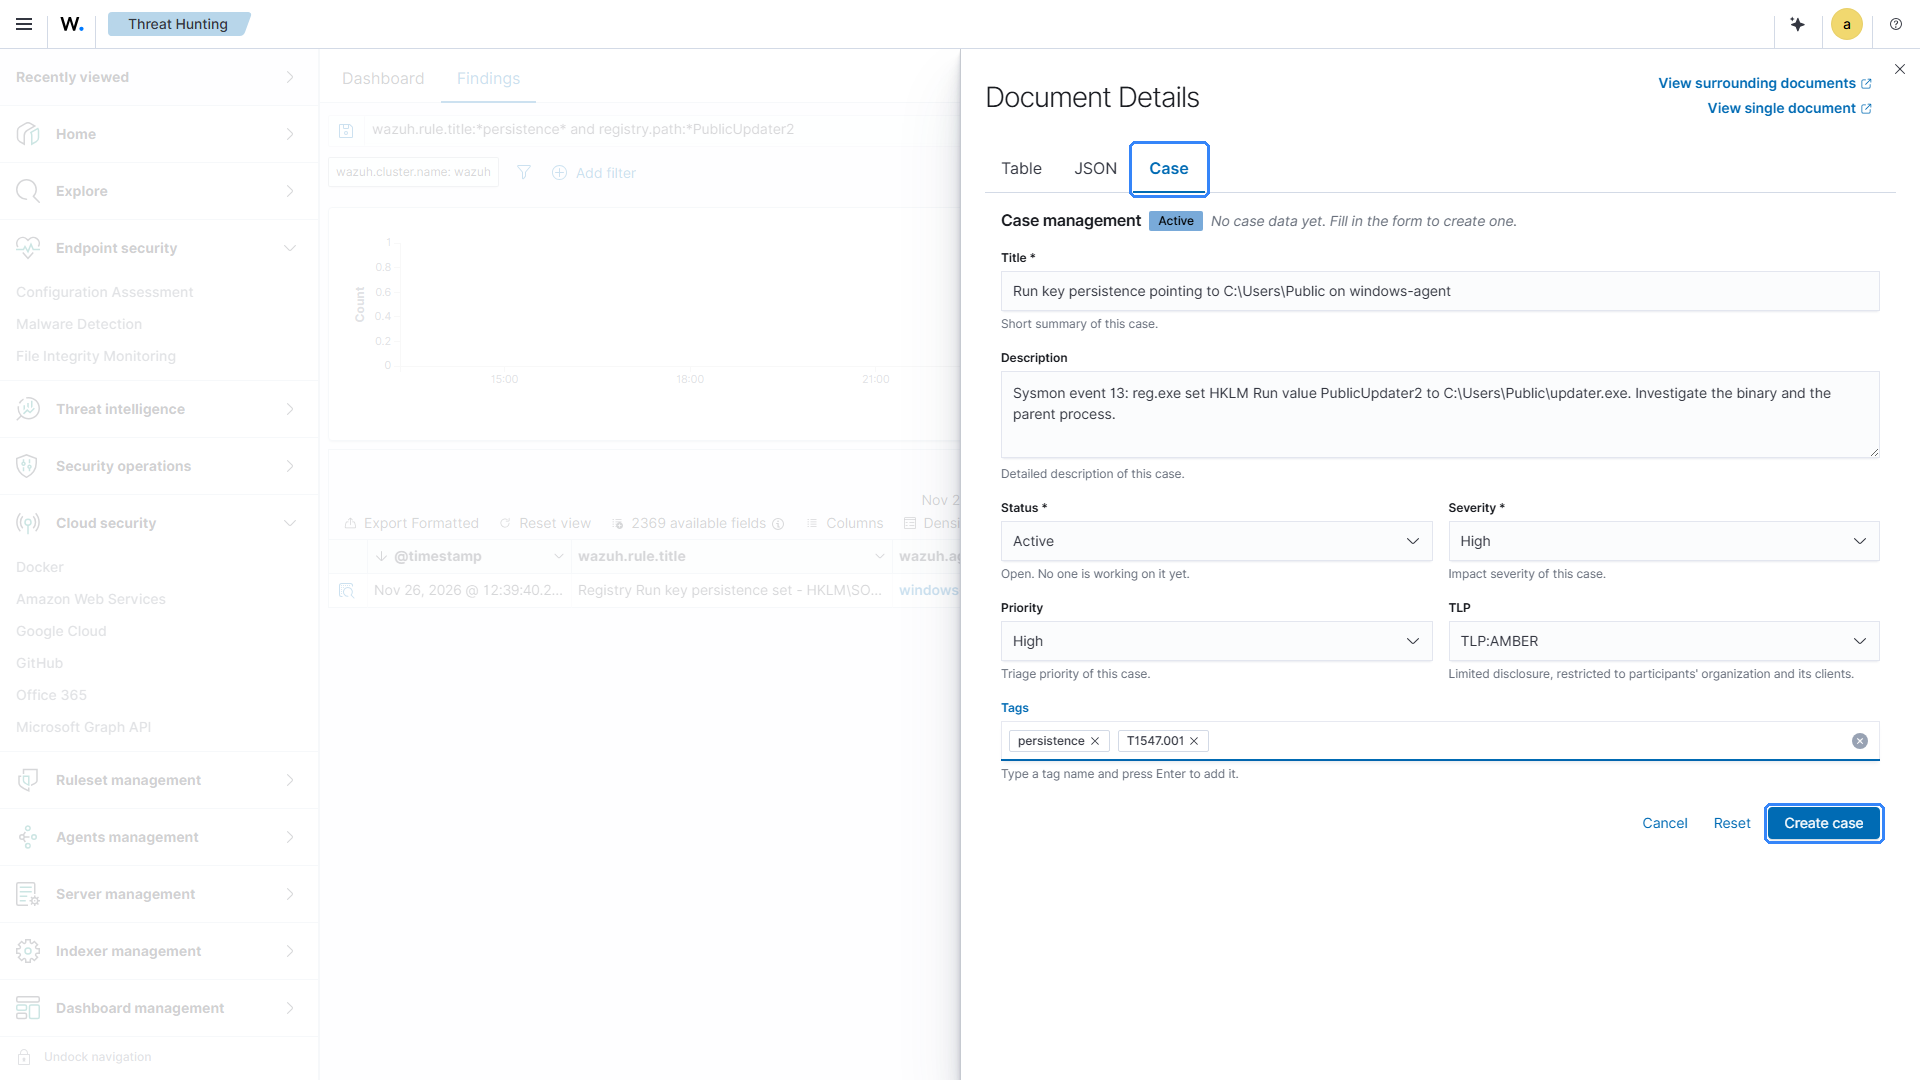 W.
Threat Hunting
a
Recently viewed
Home
Explore
Endpoint security
Configuration Assessment
Malware Detection
File Integrity Monitoring
Threat intelligence
Security operations
Cloud security
Docker
Amazon Web Services
Google Cloud
GitHub
Office 365
Microsoft Graph API
Ruleset management
Agents management
Server management
Indexer management
Dashboard management
Undock navigation
Dashboard
Findings
wazuh.rule.title:*persistence* and registry.path:*PublicUpdater2
wazuh.cluster.name: wazuh
Add filter
Count
1
0.8
0.6
0.4
0.2
0
15:00
18:00
21:00
Nov 2
Export Formatted
Reset view
2369 available fields
Columns
Densi
@timestamp
wazuh.rule.title
wazuh.ag
Nov 26, 2026 @ 12:39:40.2...
Registry Run key persistence set - HKLM\SO...
windows
Document Details
View surrounding documents
View single document
Table
JSON
Case
Case management
Active
No case data yet. Fill in the form to create one.
Title *
Run key persistence pointing to C:\Users\Public on windows-agent
Short summary of this case.
Description
Sysmon event 13: reg.exe set HKLM Run value PublicUpdater2 to C:\Users\Public\updater.exe. Investigate the binary and the
parent process.
Detailed description of this case.
Status *
Active
Open. No one is working on it yet.
Severity *
High
Impact severity of this case.
Priority
High
Triage priority of this case.
TLP
TLP:AMBER
Limited disclosure, restricted to participants' organization and its clients.
Tags
persistence
T1547.001
Type a tag name and press Enter to add it.
Cancel
Reset
Create case